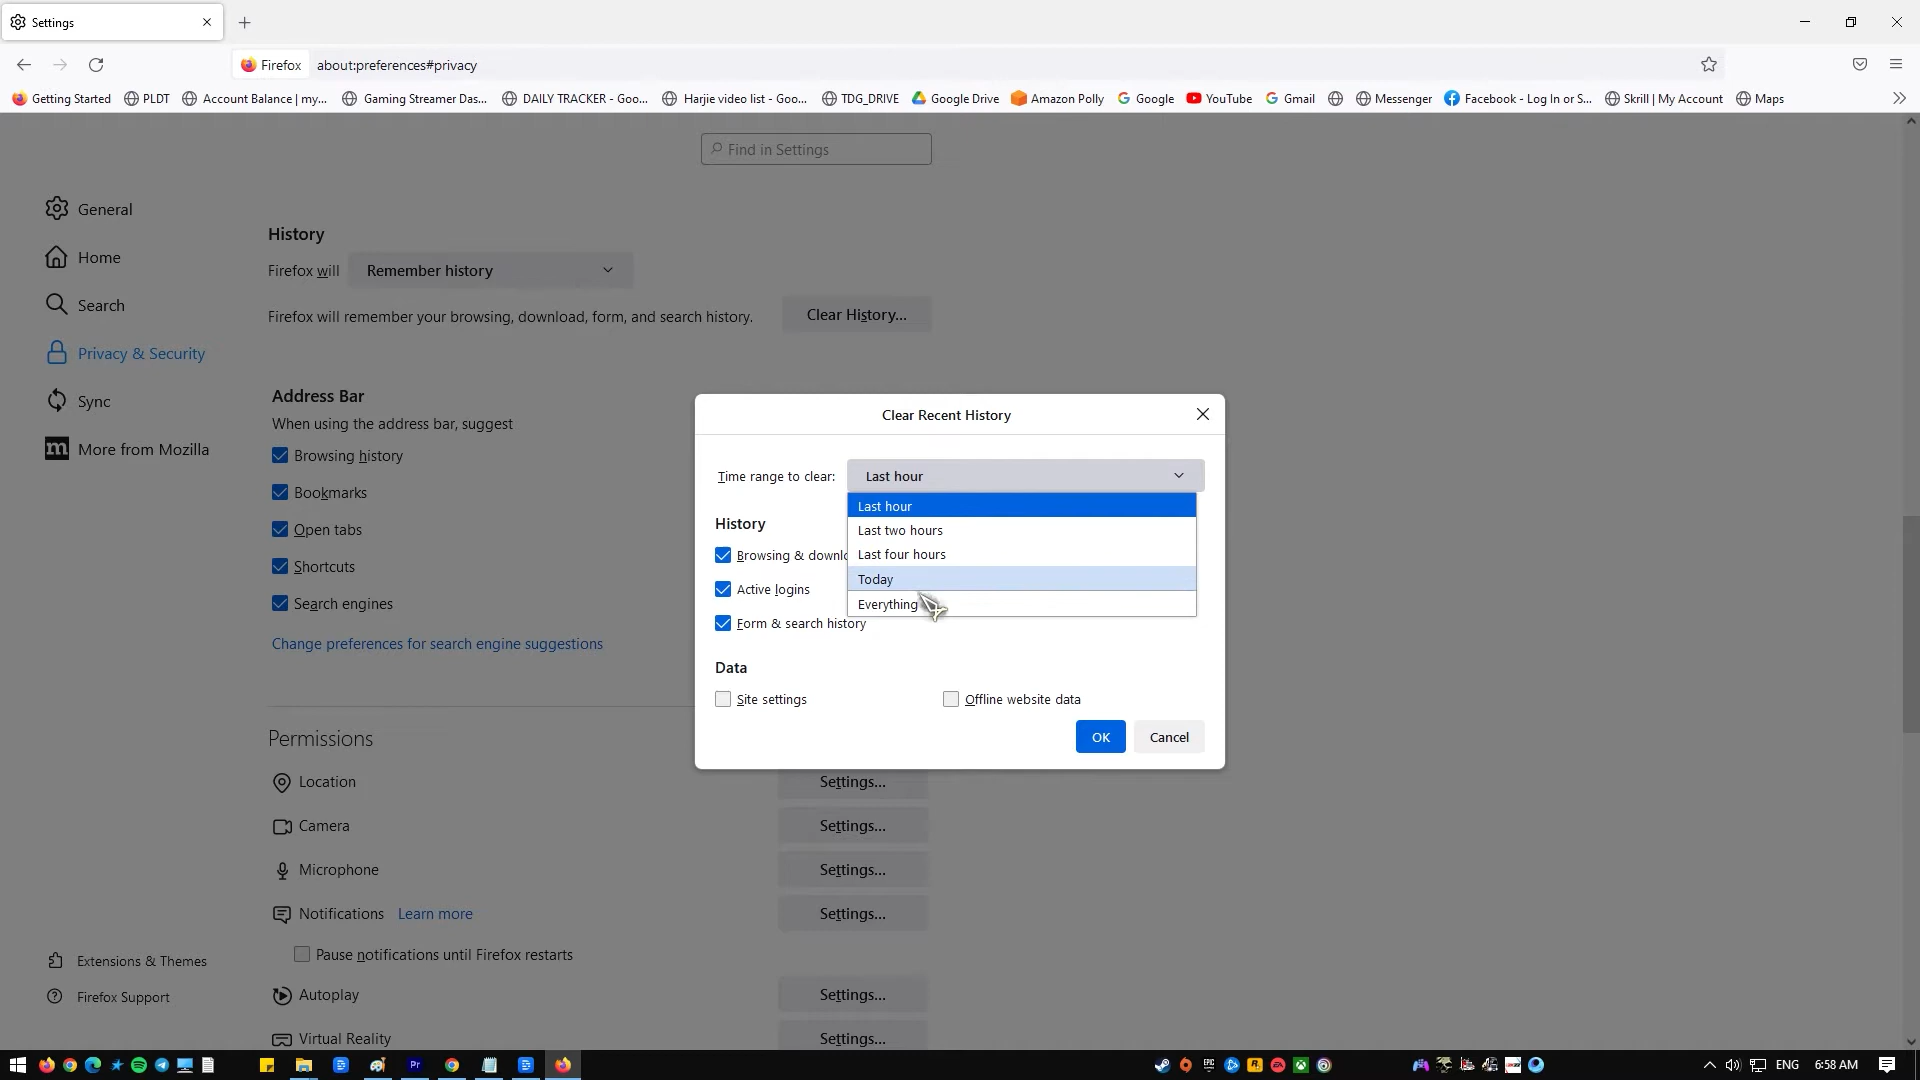 Settings
Firefox
about:preferences#privacy
Getting Started
PLDT
Account Balance | my...
Gaming Streamer Das...
DAILY TRACKER - Goo...
Harjie video list - Goo...
TDG_DRIVE
Google Drive
Amazon Polly
Google
YouTube
Gmail
Messenger
Facebook - Log In or S...
Skrill | My Account
Maps
Find in Settings
General
Home
Search
Privacy & Security
Sync
More from Mozilla
Extensions & Themes
Firefox Support
History
Firefox will
Remember history
Firefox will remember your browsing, download, form, and search history.
Clear History...
Address Bar
When using the address bar, suggest
Browsing history
Bookmarks
Open tabs
Shortcuts
Search engines
Change preferences for search engine suggestions
Permissions
Location
Settings...
Camera
Settings...
Microphone
Settings...
Notifications
Learn more
Settings...
Pause notifications until Firefox restarts
Autoplay
Settings...
Virtual Reality
Settings...
Clear Recent History
Time range to clear:
Last hour
Last hour
Last two hours
Last four hours
Today
Everything
History
Browsing & downlo
Active logins
Form & search history
Data
Site settings
Offline website data
OK
Cancel
Pr
ENG
6:58 AM